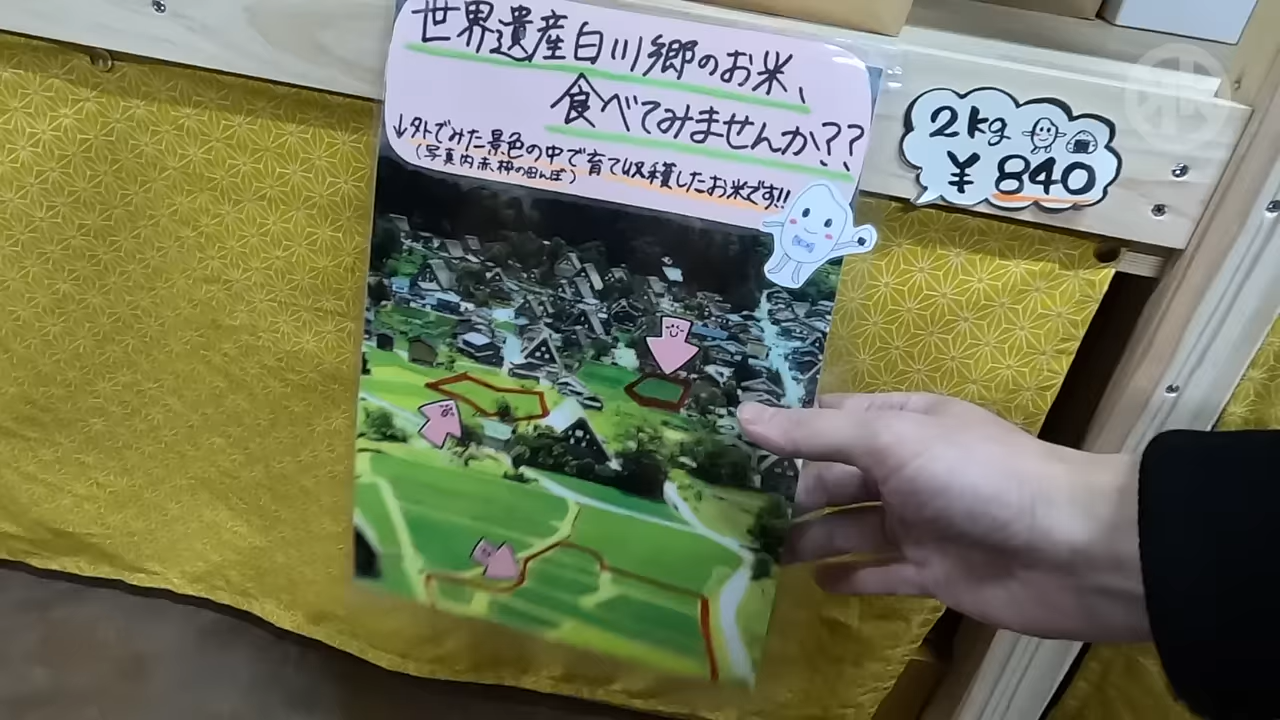 世界遺産白川郷のお米、
食べてみませんか??
↓外でみた景色の中で育て収穫したお米です!!
(写真内赤枠の田んぼ)
2kg
¥840